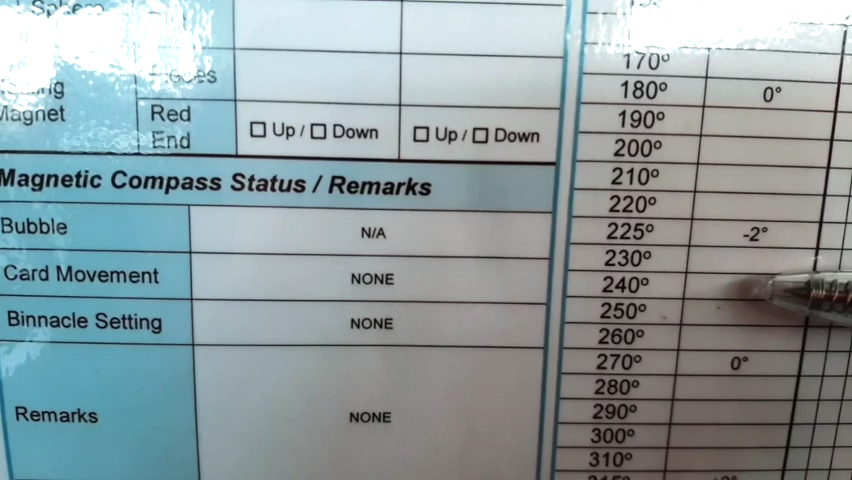 Sphere
Red
170°
180° 0°
Magnet Red End
Up / Down Up / Down
190°
200°
Magnetic Compass Status / Remarks
210°
220°
Bubble N/A
225° -2°
230°
Card Movement NONE
240°
250°
Binnacle Setting NONE
260°
270° 0°
280°
Remarks NONE
290°
300°
310°